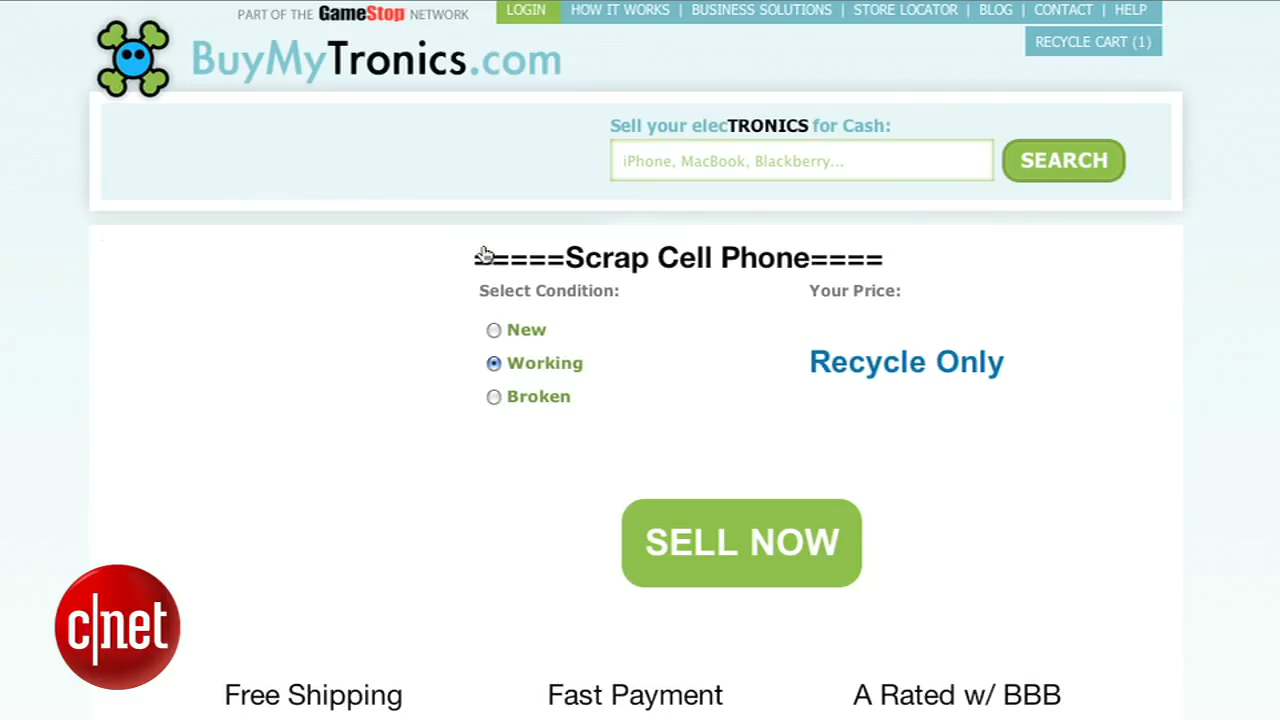 PART OF THE GameStop NETWORK
LOGIN HOW IT WORKS | BUSINESS SOLUTIONS | STORE LOCATOR | BLOG | CONTACT | HELP
RECYCLE CART (1)
BuyMyTronics.com
Sell your elecTRONICS for Cash:
iPhone, MacBook, Blackberry...
SEARCH
=====Scrap Cell Phone====
Select Condition:
Your Price:
New
Working
Recycle Only
Broken
SELL NOW
c|net
Free Shipping
Fast Payment
A Rated w/ BBB